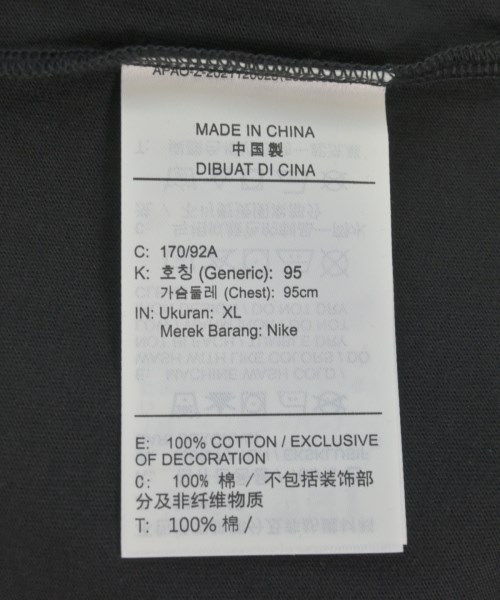 MADE IN CHINA
中国製
DIBUAT DI CINA
C: 170/92A
K: 호칭 (Generic): 95
가슴둘레 (Chest): 95cm
IN: Ukuran: XL
Merek Barang: Nike
E: 100% COTTON / EXCLUSIVE
OF DECORATION
C: 100% 棉 / 不包括装饰部
分及非纤维物质
T: 100% 棉 /